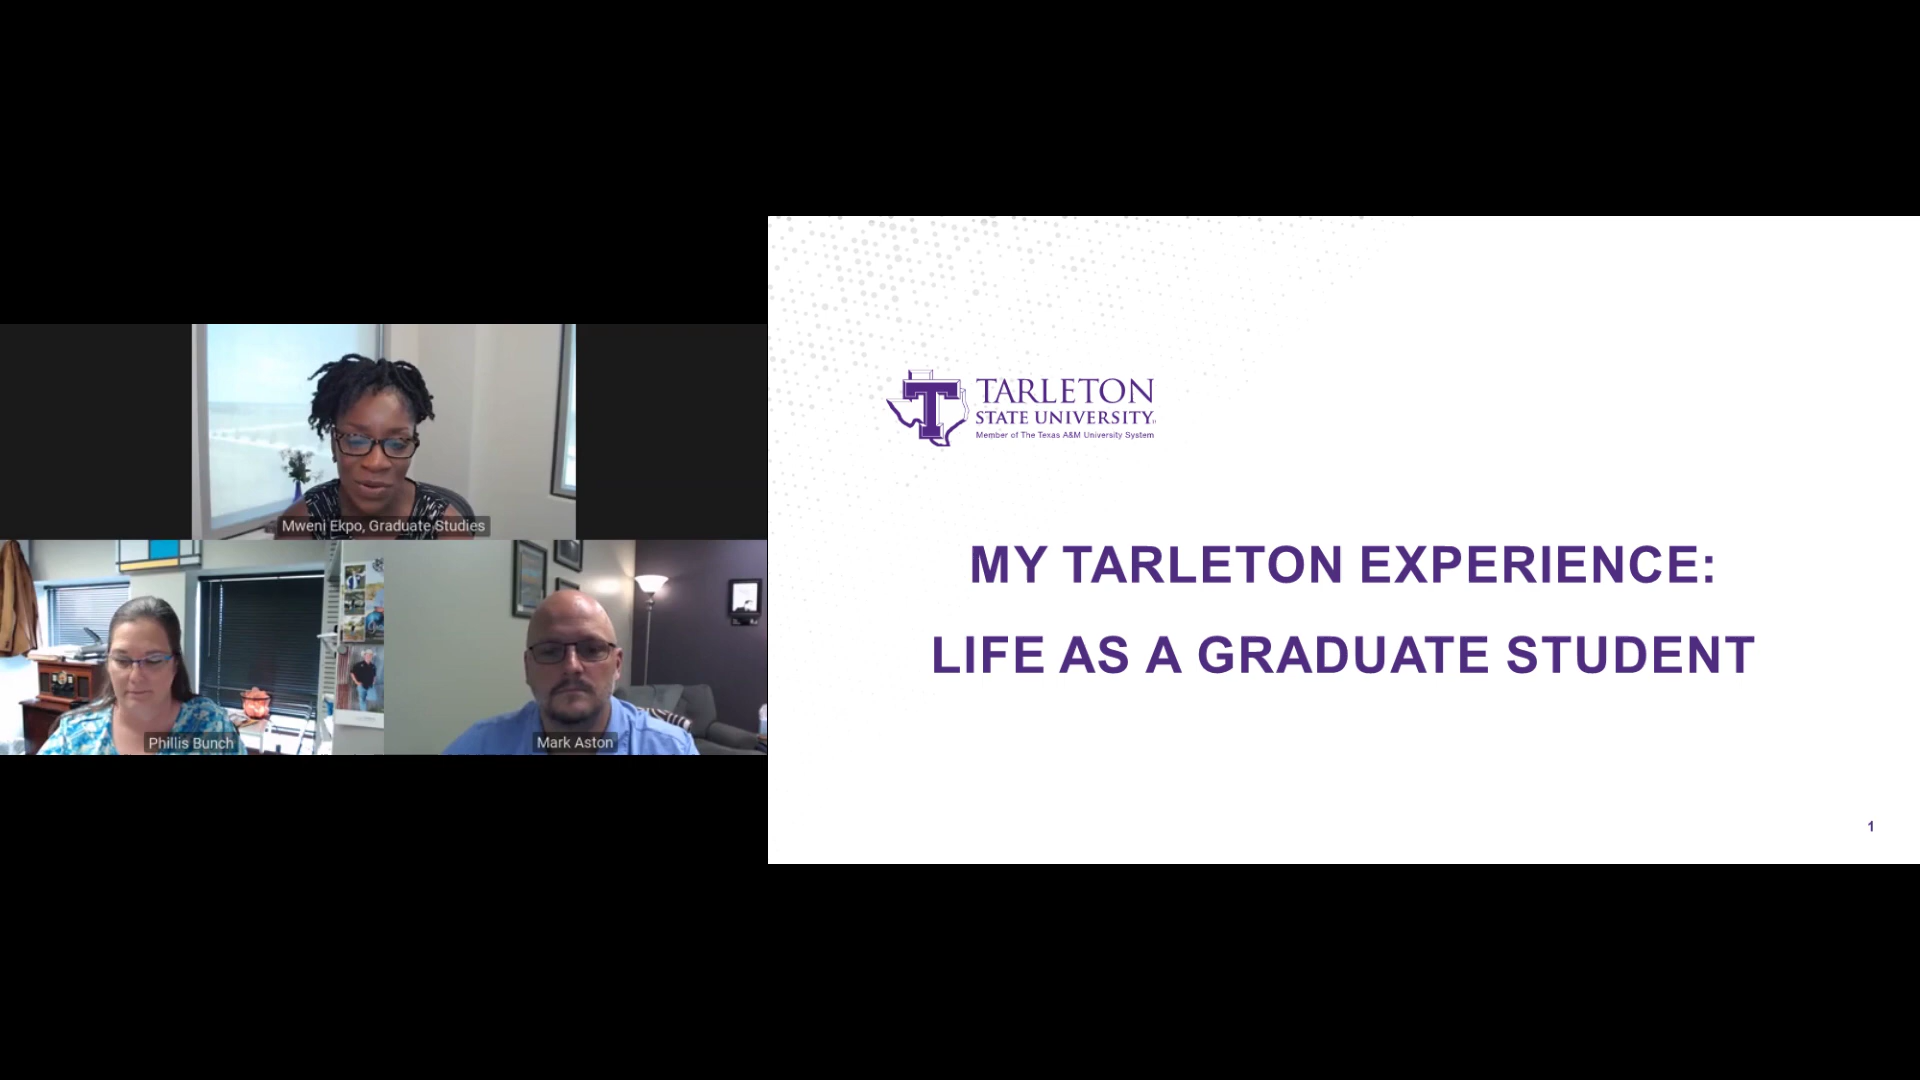 Mweni Ekpo, Graduate Studies
Phillis Bunch
Mark Aston
T TARLETON
STATE UNIVERSITY
Member of The Texas A&M University System
MY TARLETON EXPERIENCE:
LIFE AS A GRADUATE STUDENT
1